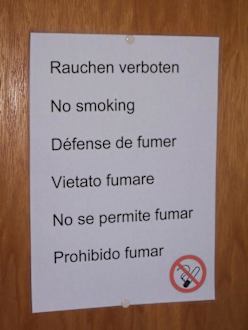 Rauchen verboten
No smoking
Défense de fumer
Vietato fumare
No se permite fumar
Prohibido fumar